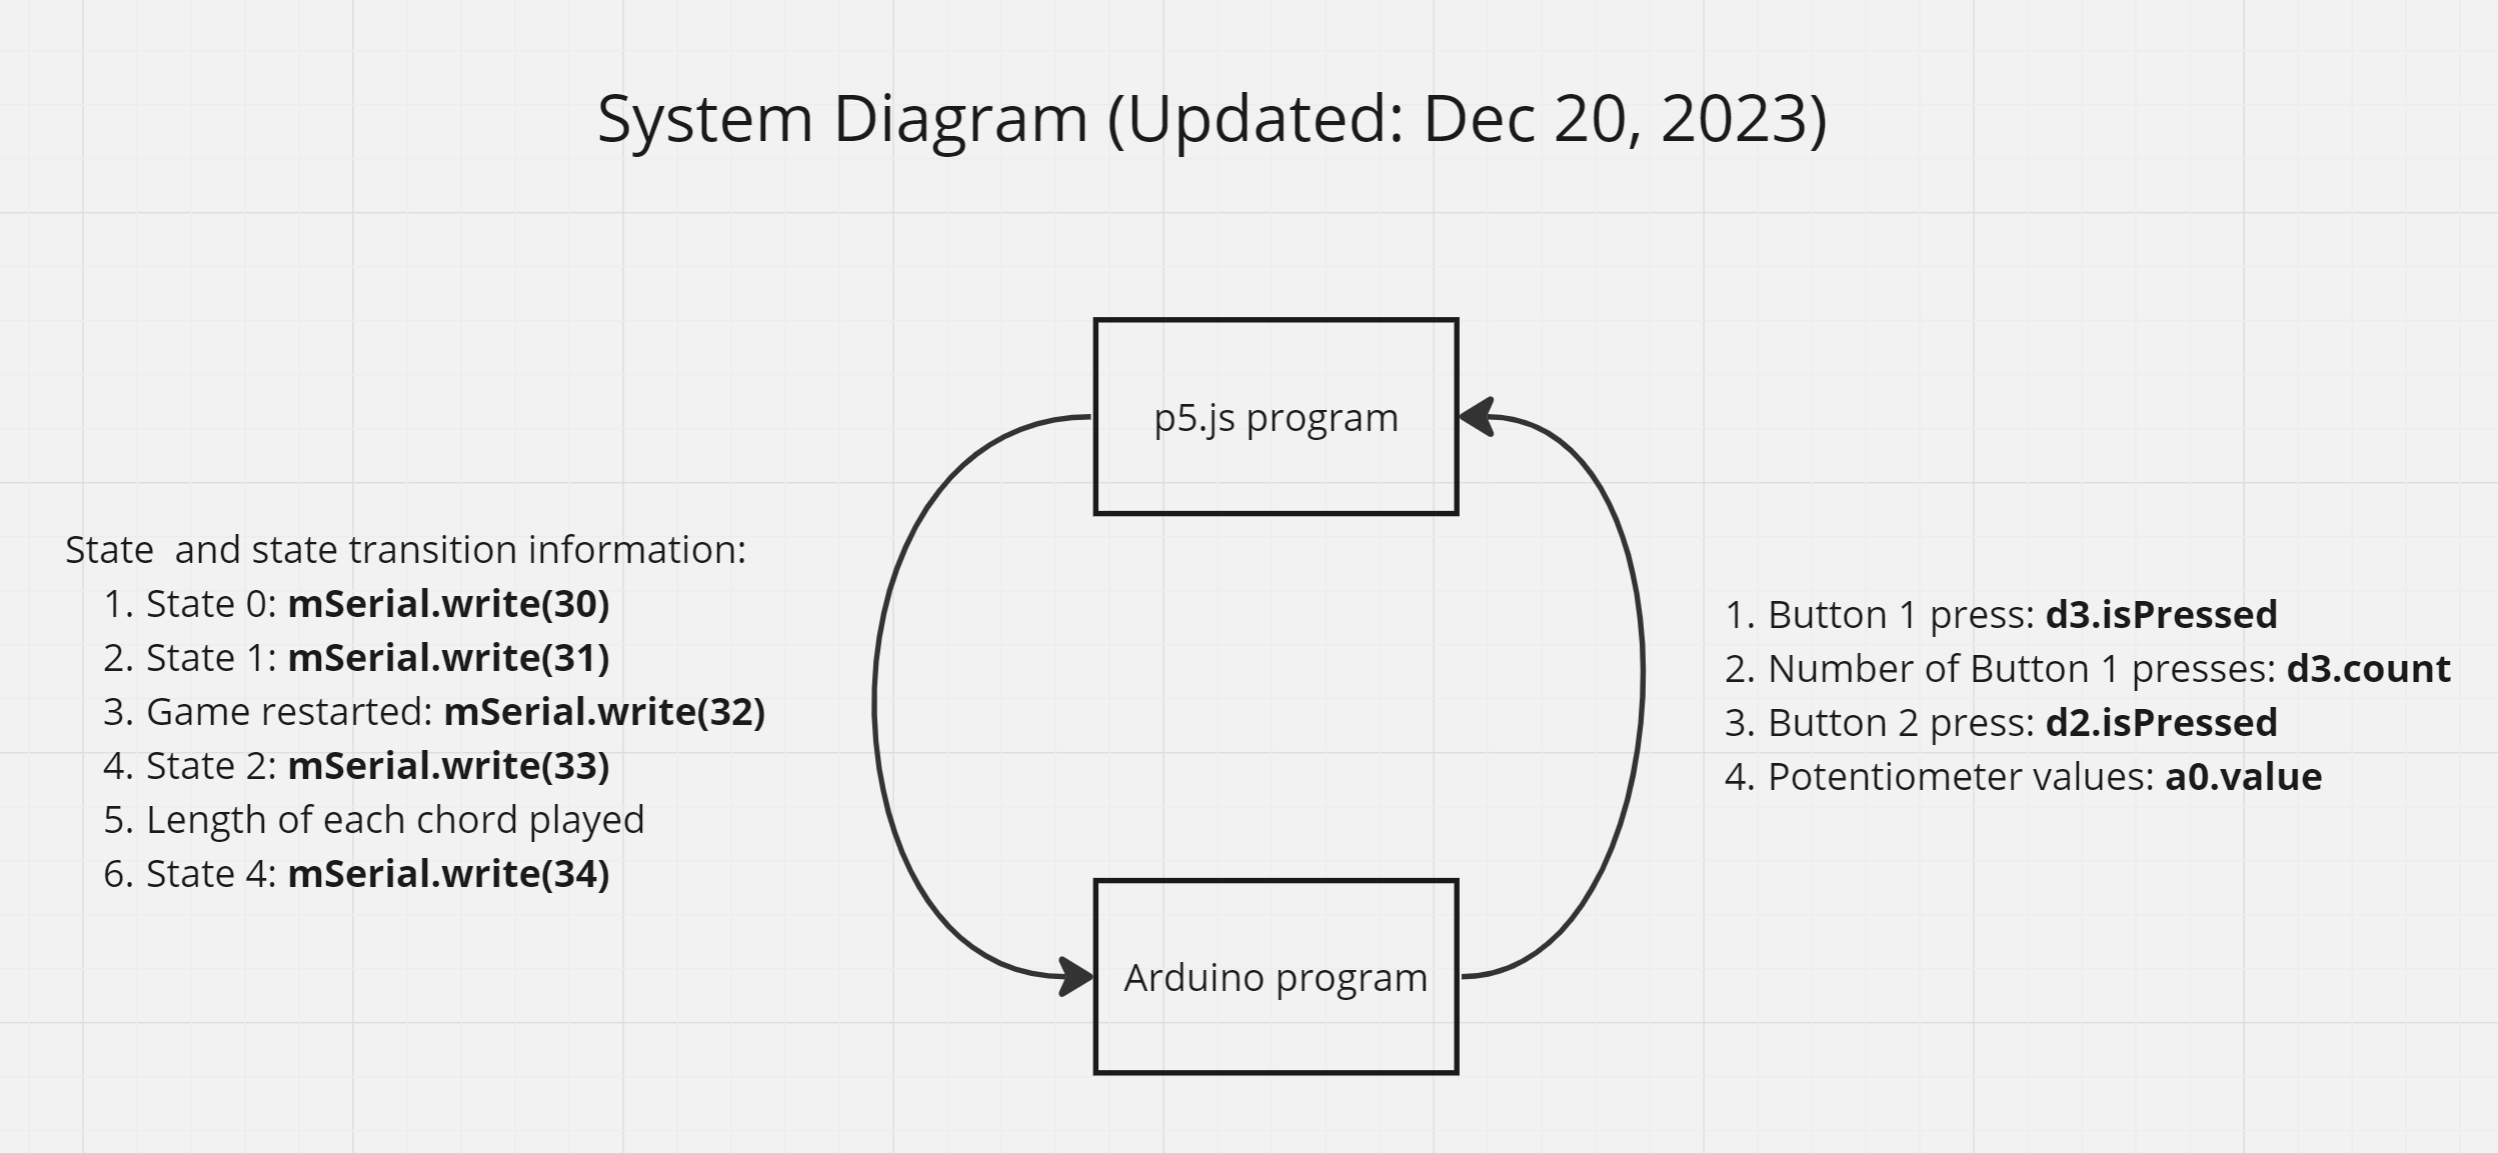 System Diagram (Updated: Dec 20, 2023)
p5.js program
State  and state transition information:
1. State 0: mSerial.write(30)
2. State 1: mSerial.write(31)
3. Game restarted: mSerial.write(32)
4. State 2: mSerial.write(33)
5. Length of each chord played
6. State 4: mSerial.write(34)
1. Button 1 press: d3.isPressed
2. Number of Button 1 presses: d3.count
3. Button 2 press: d2.isPressed
4. Potentiometer values: a0.value
Arduino program